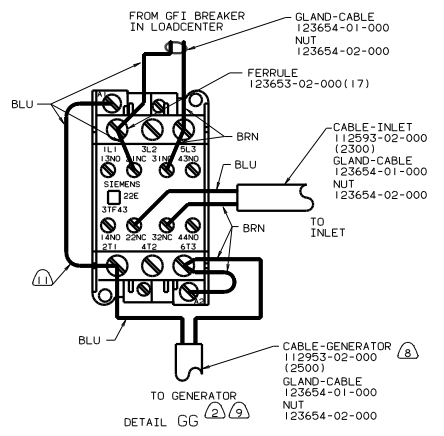 FROM GFI BREAKER
IN LOADCENTER
GLAND-CABLE
123654-01-000
NUT
123654-02-000
FERRULE
123653-02-000(17)
BLU
A1
BRN
1L1 3L2 5L3
13NO 21NC 31NC 43NO
SIEMENS
22E
3TF43
14NO 22NC 32NC 44NO
2T1 4T2 6T3
A2
BLU
CABLE-INLET
112593-02-000
(2300)
GLAND-CABLE
123654-01-000
NUT
123654-02-000
TO
INLET
BRN
11
BLU
CABLE-GENERATOR 8
112953-02-000
(2500)
GLAND-CABLE
123654-01-000
NUT
123654-02-000
TO GENERATOR
DETAIL GG 2 9